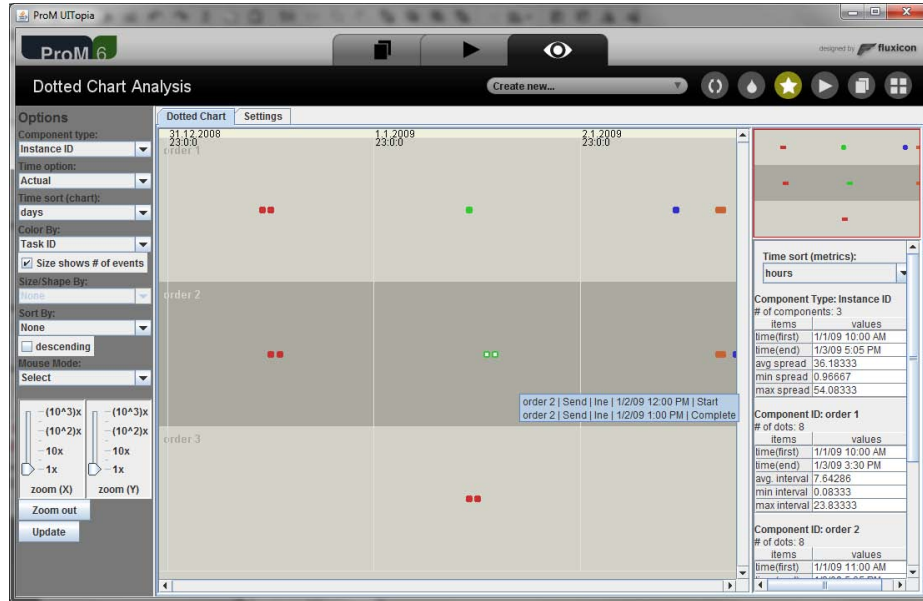 ProM UITopia
ProM 6
designed by fluxicon
Dotted Chart Analysis
Create new...
Options
Component type:
Instance ID
Time option:
Actual
Time sort (chart):
days
Color By:
Task ID
Size shows # of events
Size/Shape By:
None
Sort By:
None
descending
Mouse Mode:
Select
(10^3)x (10^3)x
(10^2)x (10^2)x
10x 10x
1x 1x
zoom (X) zoom (Y)
Zoom out
Update
Dotted Chart Settings
31.12.2008 1.1.2009 2.1.2009
23:0:0 23:0:0 23:0:0
order 1
order 2
order 2 | Send | Ine | 1/2/09 12:00 PM | Start
order 2 | Send | Ine | 1/2/09 1:00 PM | Complete
order 3
Time sort (metrics):
hours
Component Type: Instance ID
# of components: 3
items values
time(first) 1/1/09 10:00 AM
time(end) 1/3/09 5:05 PM
avg spread 36.18333
min spread 0.96667
max spread 54.08333
Component ID: order 1
# of dots: 8
items values
time(first) 1/1/09 10:00 AM
time(end) 1/3/09 3:30 PM
avg. interval 7.64286
min interval 0.08333
max interval 23.83333
Component ID: order 2
# of dots: 8
items values
time(first) 1/1/09 11:00 AM